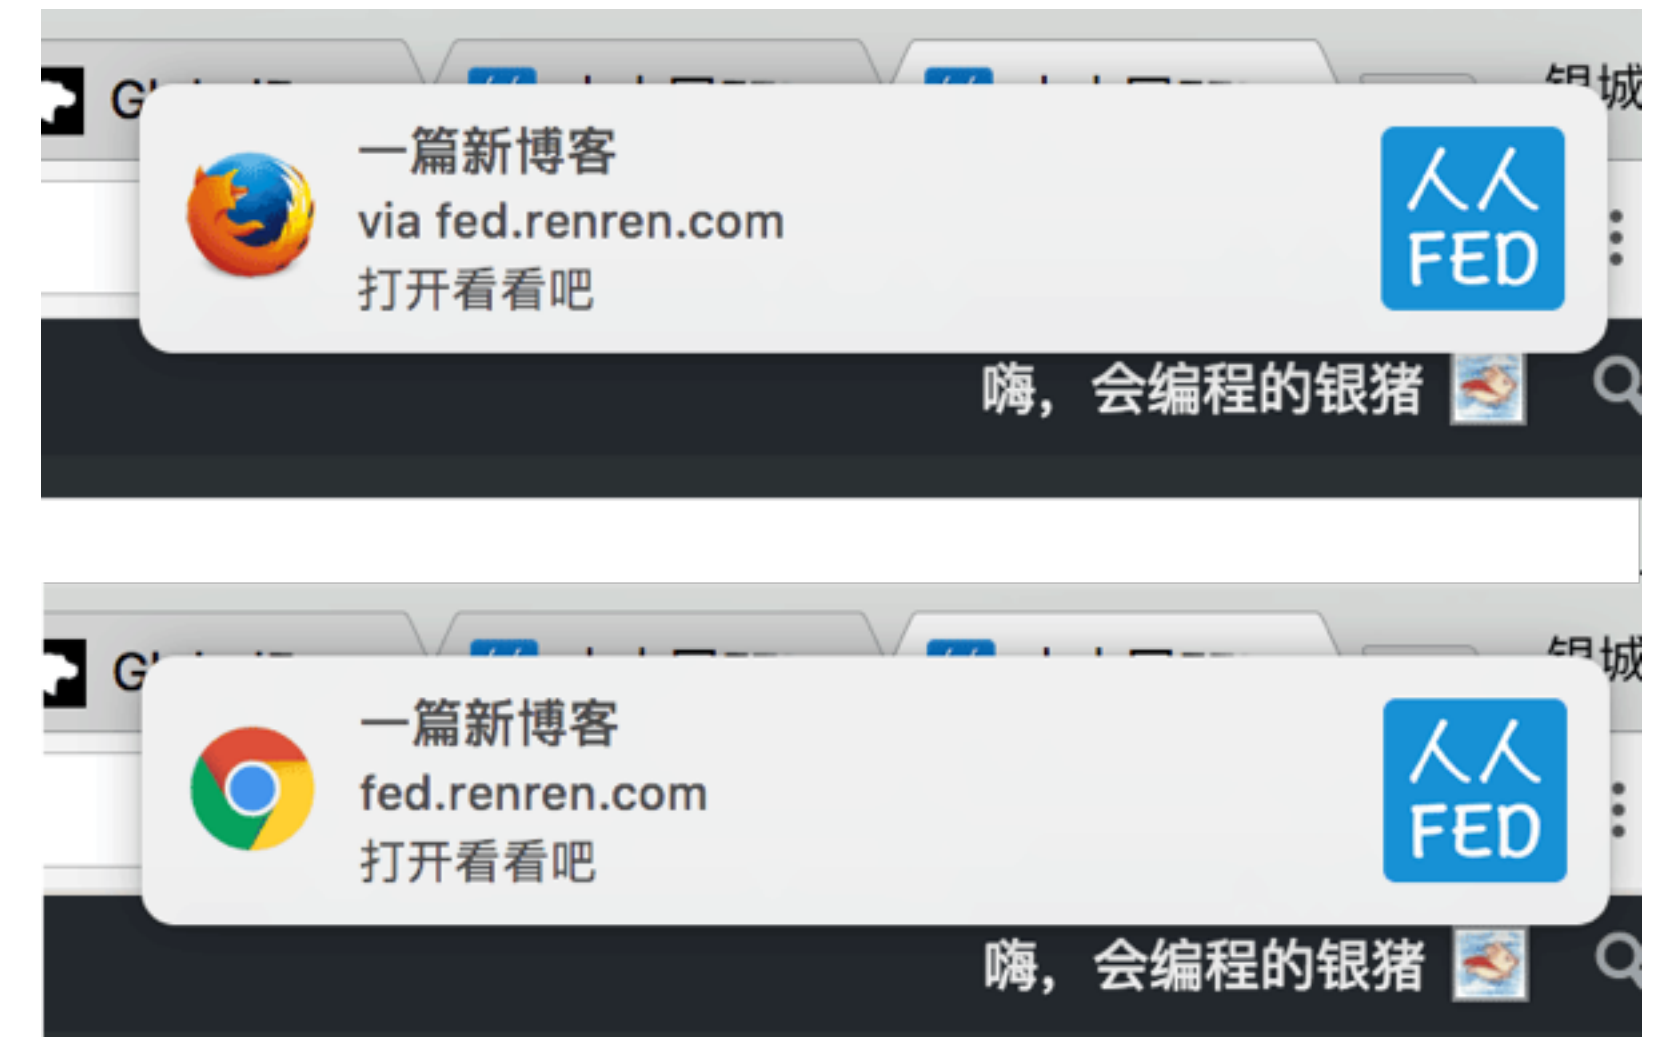 一篇新博客
via fed.renren.com
打开看看吧
人人
FED
嗨，会编程的银猪
一篇新博客
fed.renren.com
打开看看吧
人人
FED
嗨，会编程的银猪